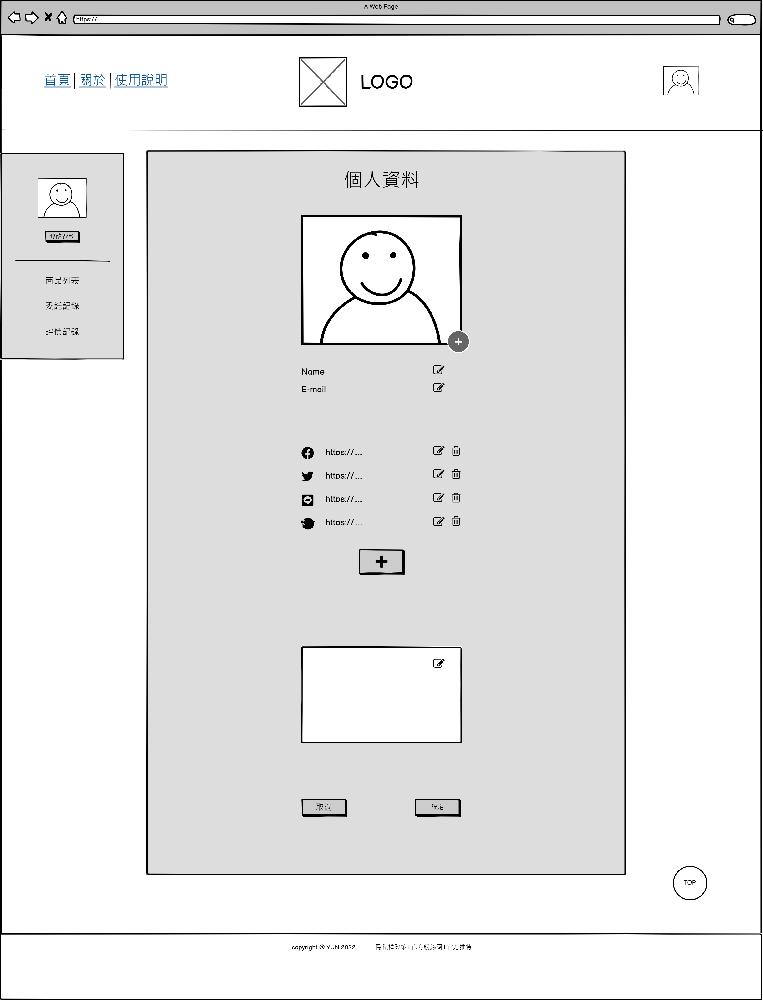 A Web Page
https://
首頁 | 關於 | 使用說明
LOGO
個人資料
修改資料
商品列表
委託記錄
評價記錄
Name
E-mail
https://.....
https://.....
LINE
https://.....
https://.....
取消
確定
TOP
copyright @ YUN 2022
隱私權政策 | 官方粉絲團 | 官方推特